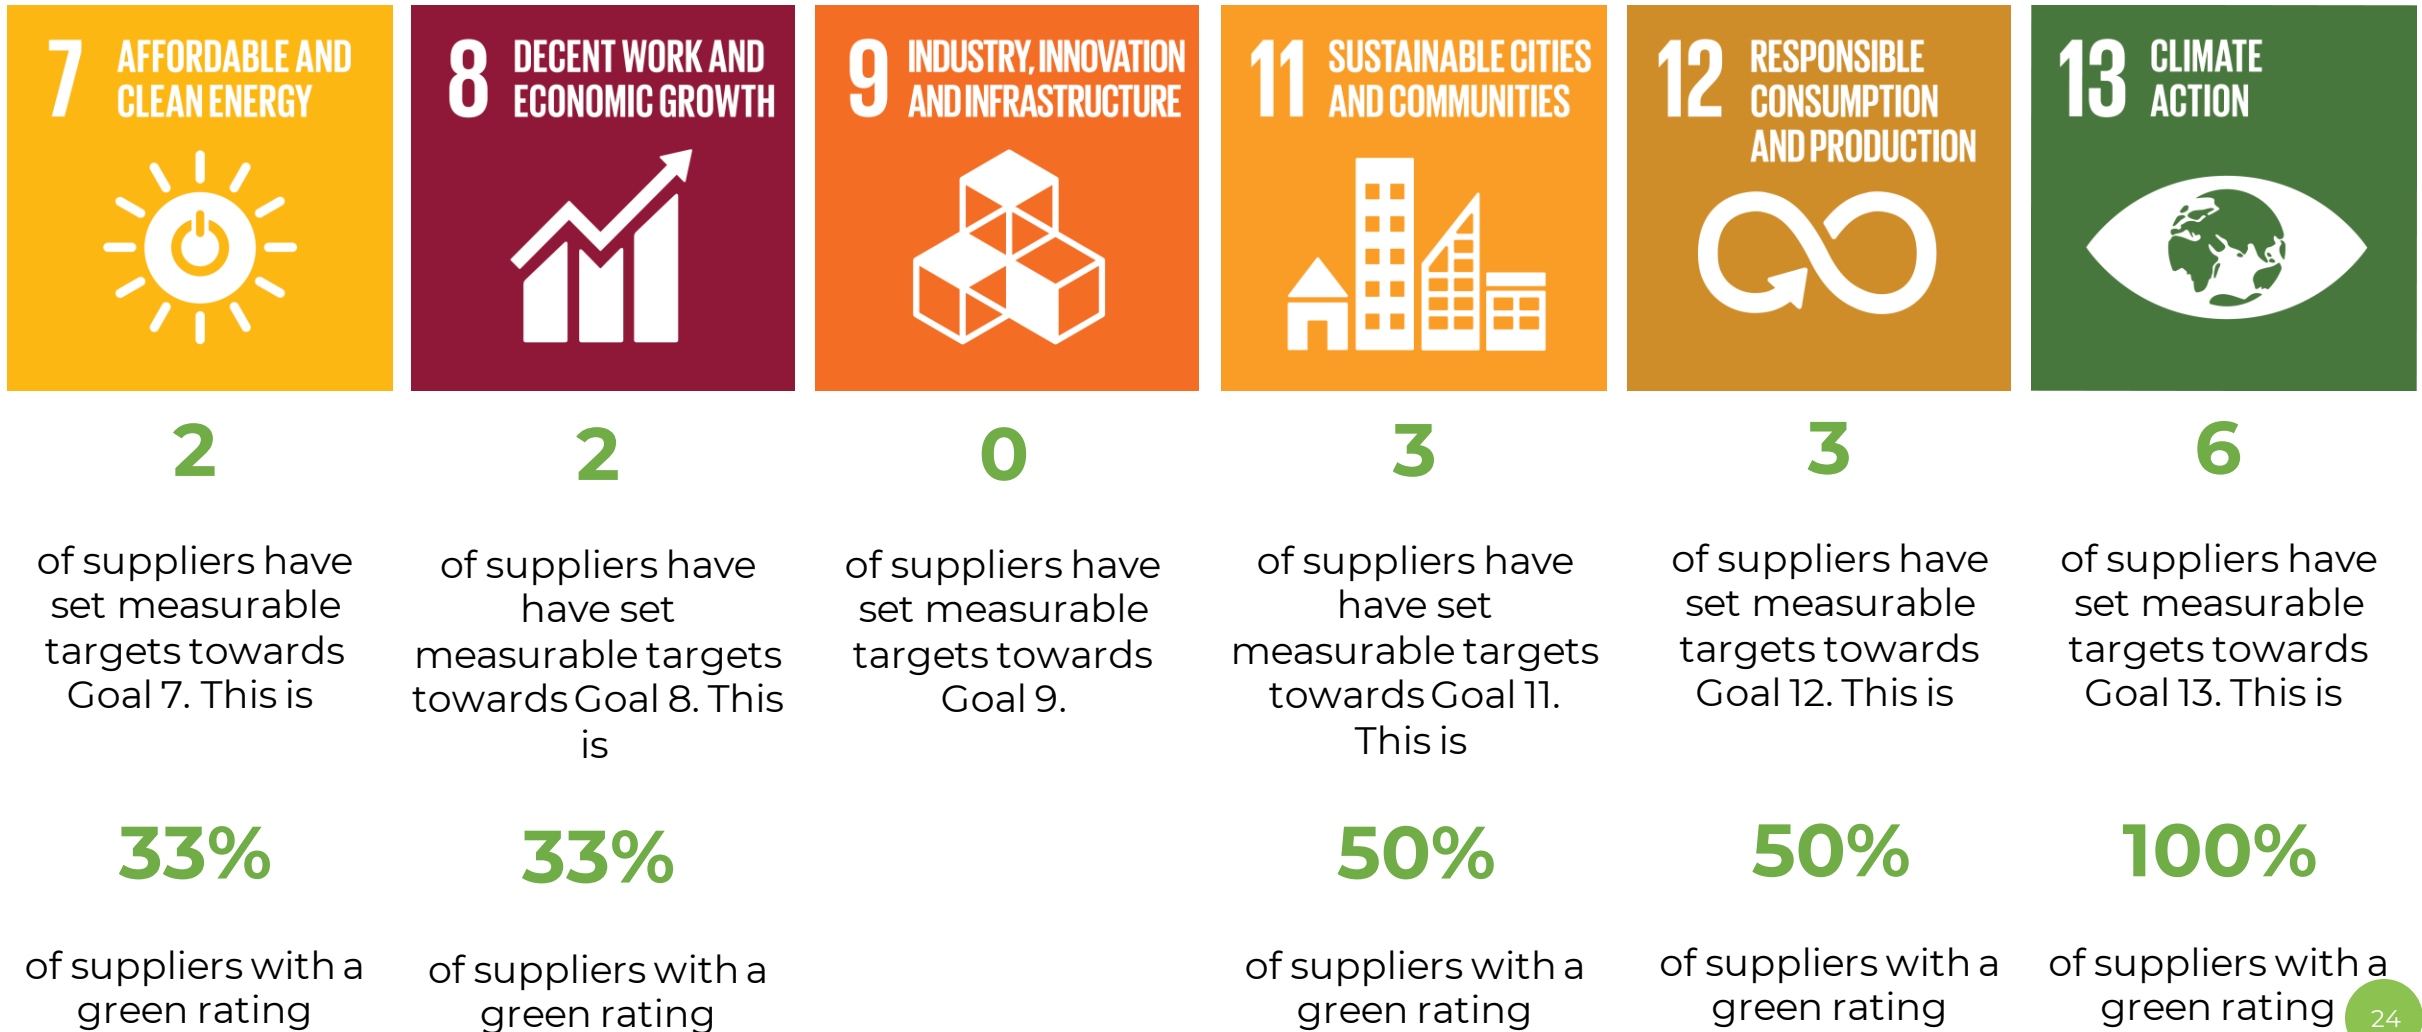 7 AFFORDABLE AND
CLEAN ENERGY
2
of suppliers have
set measurable
targets towards
Goal 7. This is
33%
of suppliers with a
green rating
8 DECENT WORK AND
ECONOMIC GROWTH
2
of suppliers have
have set
measurable targets
towards Goal 8. This
is
33%
of suppliers with a
green rating
9 INDUSTRY, INNOVATION
AND INFRASTRUCTURE
0
of suppliers have
set measurable
targets towards
Goal 9.
11 SUSTAINABLE CITIES
AND COMMUNITIES
3
of suppliers have
have set
measurable targets
towards Goal 11.
This is
50%
of suppliers with a
green rating
12 RESPONSIBLE
CONSUMPTION
AND PRODUCTION
3
of suppliers have
set measurable
targets towards
Goal 12. This is
50%
of suppliers with a
green rating
13 CLIMATE
ACTION
6
of suppliers have
set measurable
targets towards
Goal 13. This is
100%
of suppliers with a
green rating
24